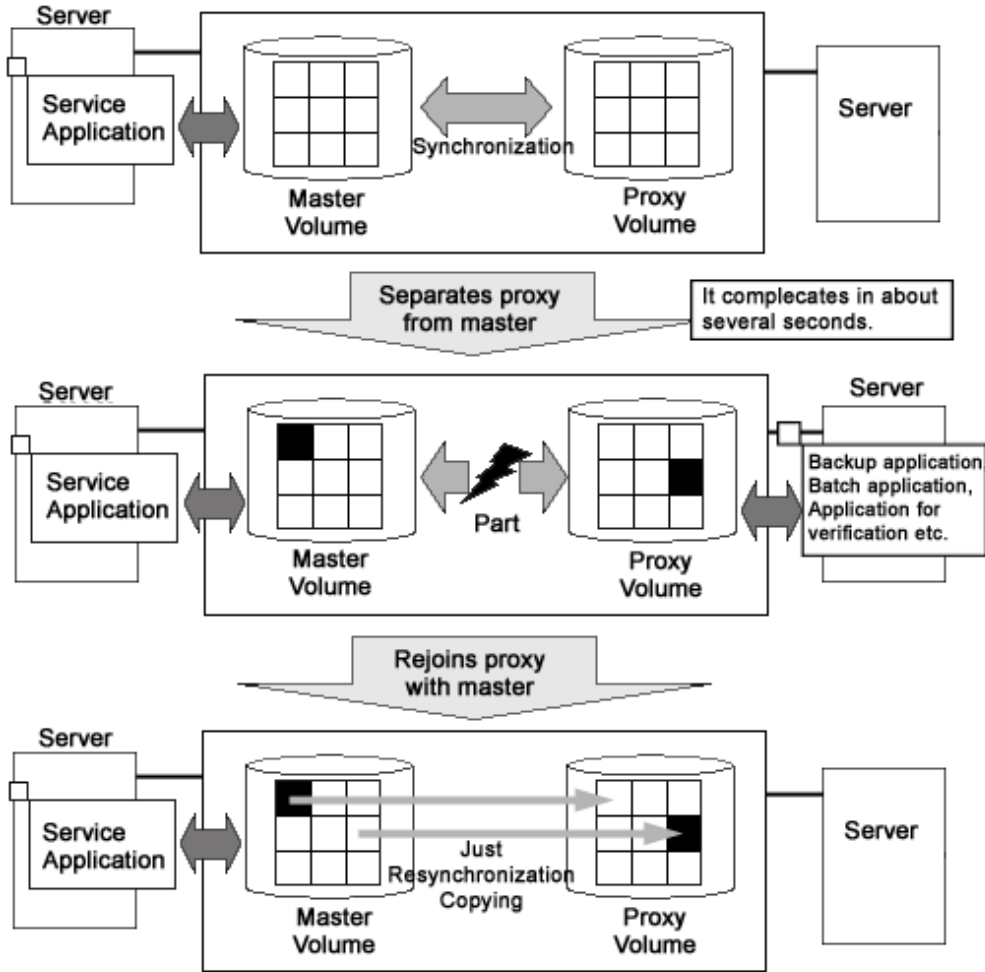 Server
Service
Application
Master
Volume
Synchronization
Proxy
Volume
Server
Separates proxy
from master
It complecates in about
several seconds.
Server
Service
Application
Master
Volume
Part
Proxy
Volume
Server
Backup application,
Batch application,
Application for
verification etc.
Rejoins proxy
with master
Server
Service
Application
Master
Volume
Just
Resynchronization
Copying
Proxy
Volume
Server